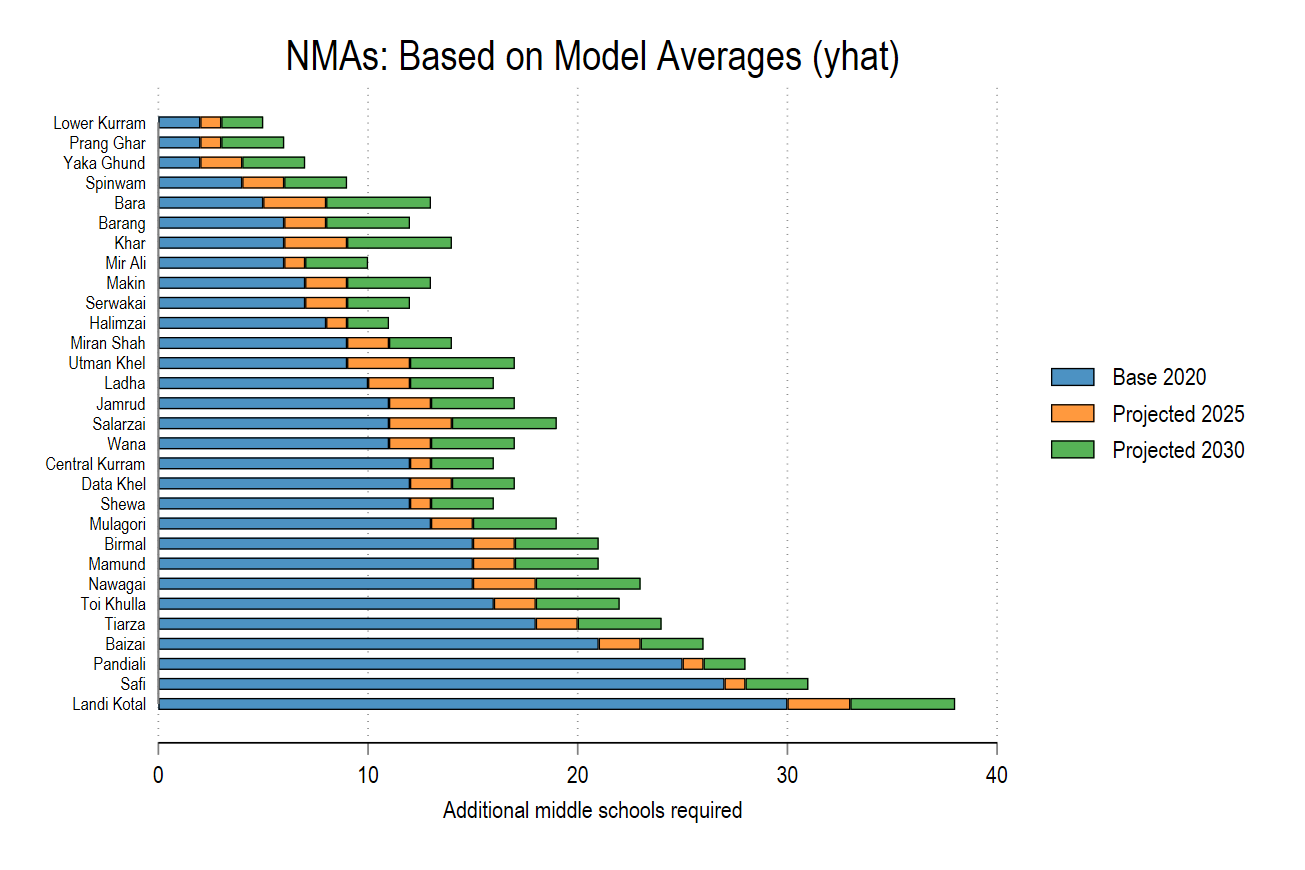 NMAs: Based on Model Averages (yhat)
Lower Kurram
Prang Ghar
Yaka Ghund
Spinwam
Bara
Barang
Khar
Mir Ali
Makin
Serwakai
Halimzai
Miran Shah
Utman Khel
Ladha
Jamrud
Salarzai
Wana
Central Kurram
Data Khel
Shewa
Mulagori
Birmal
Mamund
Nawagai
Toi Khulla
Tiarza
Baizai
Pandiali
Safi
Landi Kotal
0 10 20 30 40
Additional middle schools required
Base 2020
Projected 2025
Projected 2030